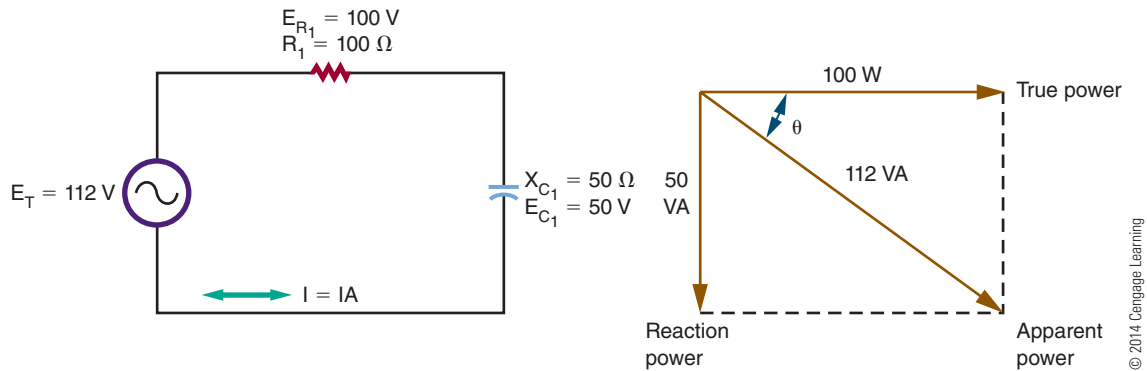 E_R1 = 100 V
R_1 = 100 Ω
E_T = 112 V
X_C1 = 50 Ω
E_C1 = 50 V
I = IA
100 W
True power
θ
112 VA
50
VA
Reaction
power
Apparent
power
© 2014 Cengage Learning